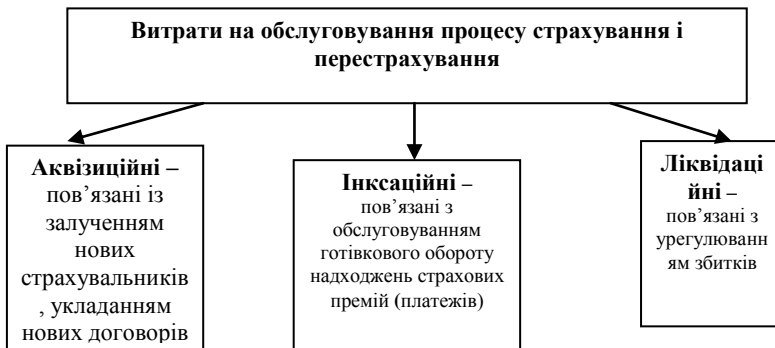 Витрати на обслуговування процесу страхування і
перестрахування
Аквізиційні –
пов’язані із
залученням
нових
страхувальників
, укладанням
нових договорів
Інксаційні –
пов’язані з
обслуговуванням
готівкового обороту
надходжень страхових
премій (платежів)
Ліквідаці
йні –
пов’язані з
урегулюванн
ям збитків